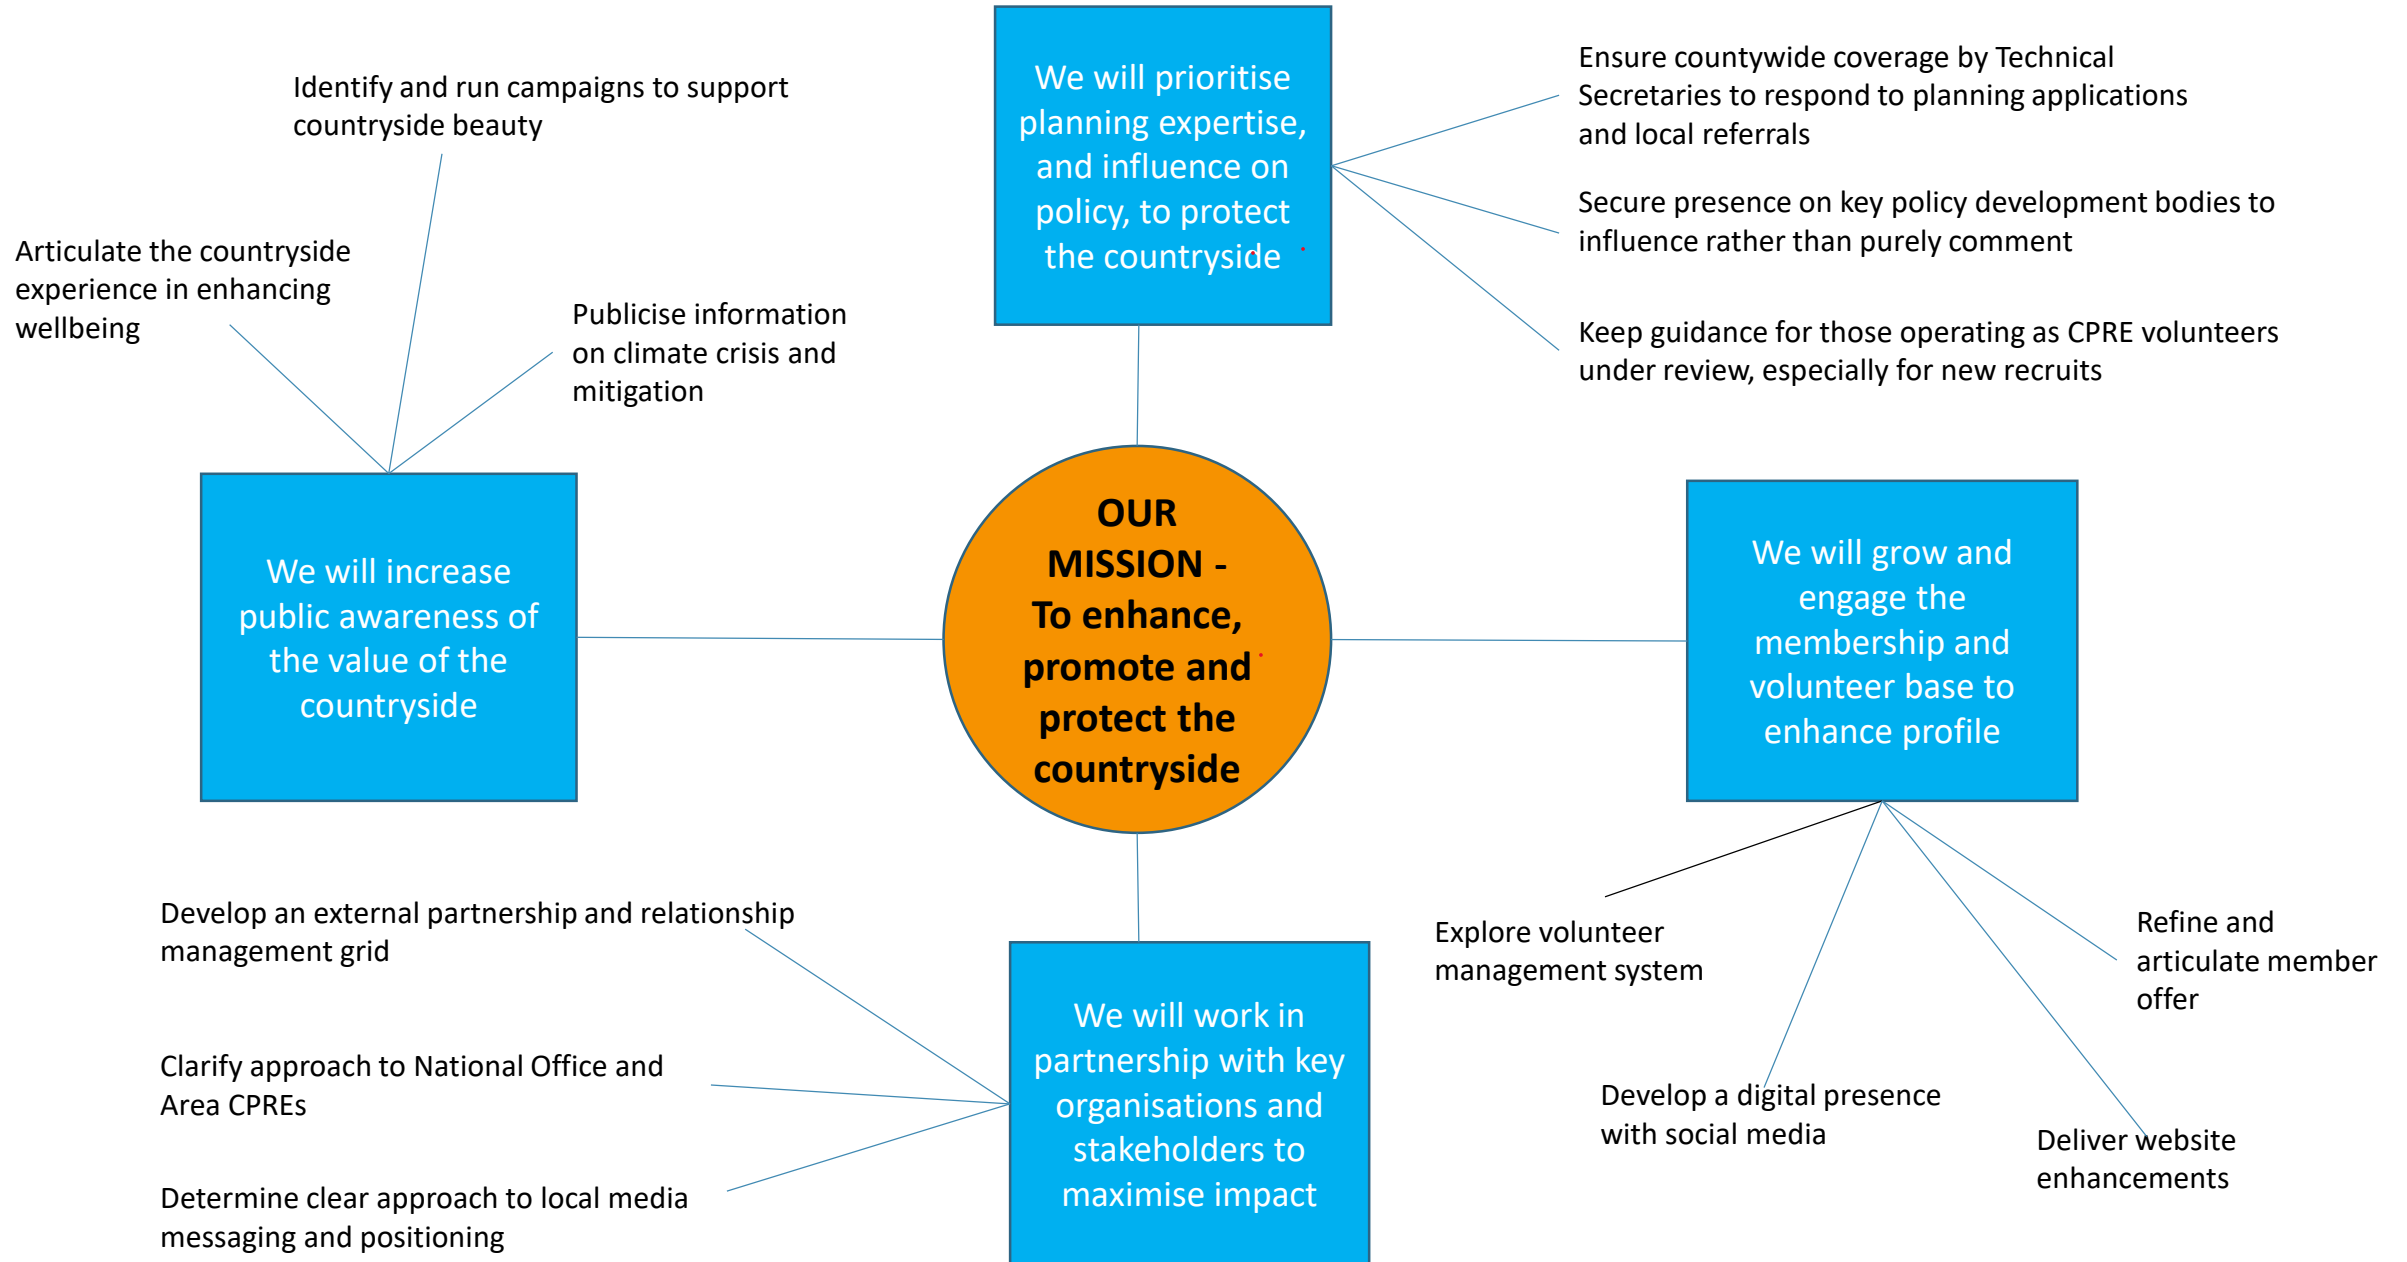 We will prioritise
planning expertise,
and influence on
policy, to protect
the countryside
Ensure countywide coverage by Technical
Secretaries to respond to planning applications
and local referrals
Secure presence on key policy development bodies to
influence rather than purely comment
Keep guidance for those operating as CPRE volunteers
under review, especially for new recruits
Identify and run campaigns to support
countryside beauty
Articulate the countryside
experience in enhancing
wellbeing
Publicise information
on climate crisis and
mitigation
We will increase
public awareness of
the value of the
countryside
OUR
MISSION -
To enhance,
promote and
protect the
countryside
We will grow and
engage the
membership and
volunteer base to
enhance profile
Explore volunteer
management system
Develop a digital presence
with social media
Deliver website
enhancements
Refine and
articulate member
offer
Develop an external partnership and relationship
management grid
Clarify approach to National Office and
Area CPREs
Determine clear approach to local media
messaging and positioning
We will work in
partnership with key
organisations and
stakeholders to
maximise impact